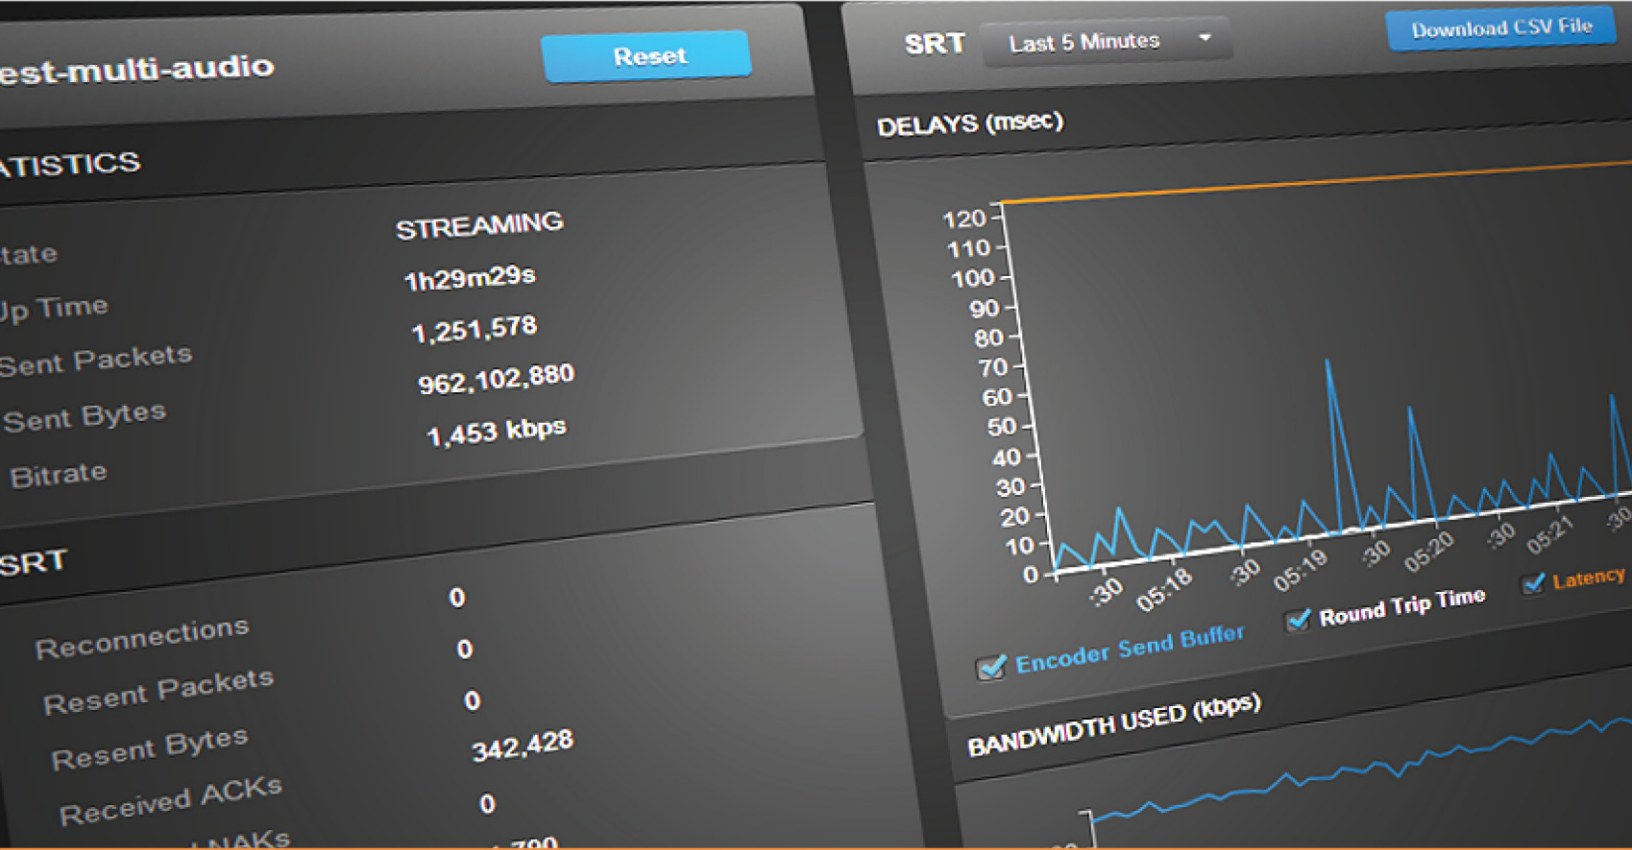 est-multi-audio
Reset
ATISTICS
tate
STREAMING
Up Time
1h29m29s
Sent Packets
1,251,578
Sent Bytes
962,102,880
Bitrate
1,453 kbps
SRT
Reconnections
0
Resent Packets
0
Resent Bytes
0
Received ACKs
342,428
NAKs
0
790
SRT
Last 5 Minutes
Download CSV File
DELAYS (msec)
120
110
100
90
80
70
60
50
40
30
20
10
0
:30
05:18
:30
05:19
:30
05:20
:30
05:21
:30
Encoder Send Buffer
Round Trip Time
Latency
BANDWIDTH USED (kbps)